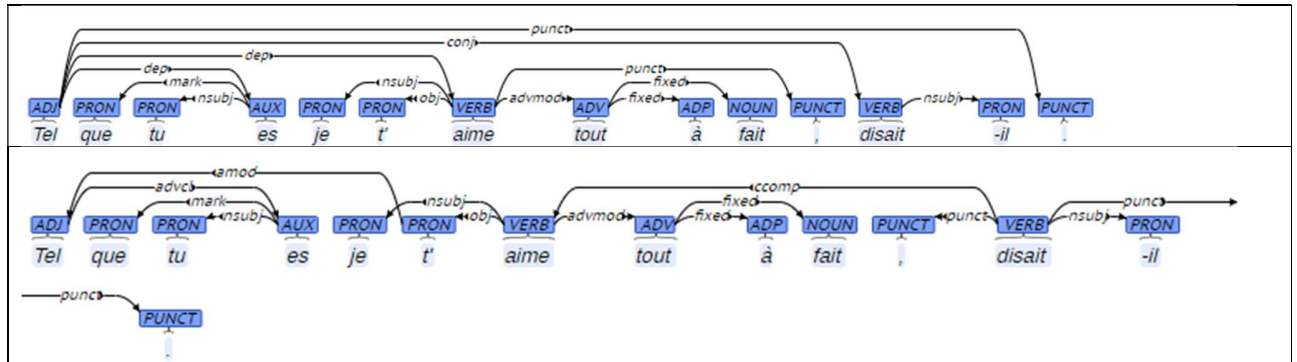 punct
conj
dep
dep punct
mark nsubj fixed
nsubj obj advmod fixed nsubj
ADJ PRON PRON AUX PRON PRON VERB ADV ADP NOUN PUNCT VERB PRON PUNCT
Tel que tu es je t' aime tout à fait , disait -il .
amod
advcl ccomp
mark nsubj fixed punct
nsubj obj advmod fixed punct nsubj
ADJ PRON PRON AUX PRON PRON VERB ADV ADP NOUN PUNCT VERB PRON
Tel que tu es je t' aime tout à fait , disait -il
punct
PUNCT
.